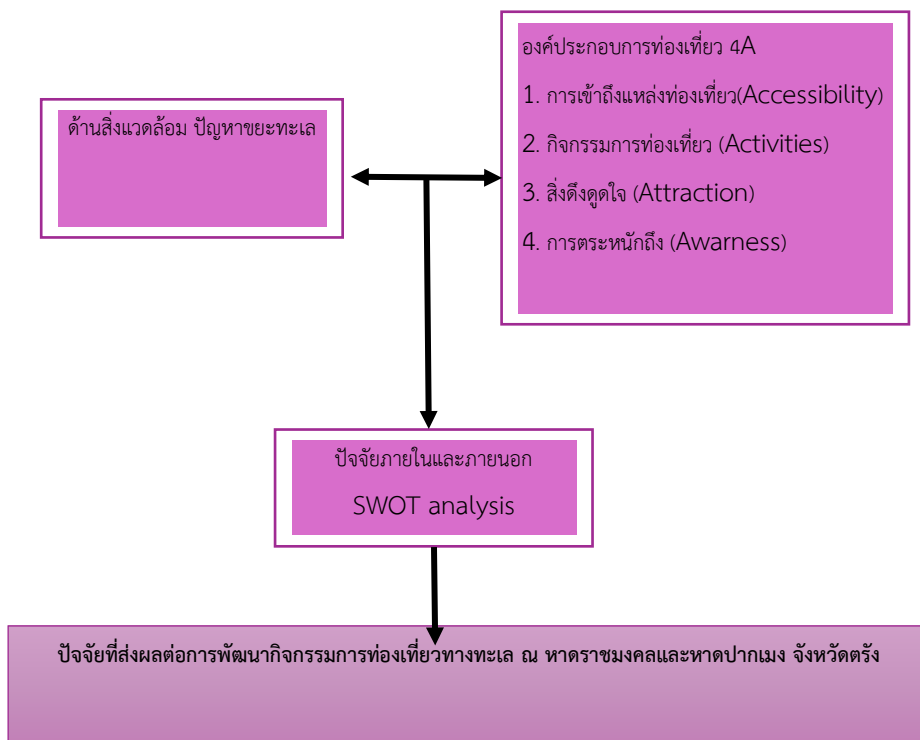 ด้านสิ่งแวดล้อม ปัญหาขยะทะเล
องค์ประกอบการท่องเที่ยว 4A
1. การเข้าถึงแหล่งท่องเที่ยว(Accessibility)
2. กิจกรรมการท่องเที่ยว (Activities)
3. สิ่งดึงดูดใจ (Attraction)
4. การตระหนักถึง (Awarness)
ปัจจัยภายในและภายนอก
SWOT analysis
ปัจจัยที่ส่งผลต่อการพัฒนากิจกรรมการท่องเที่ยวทางทะเล ณ หาดราชมงคลและหาดปากเมง จังหวัดตรัง